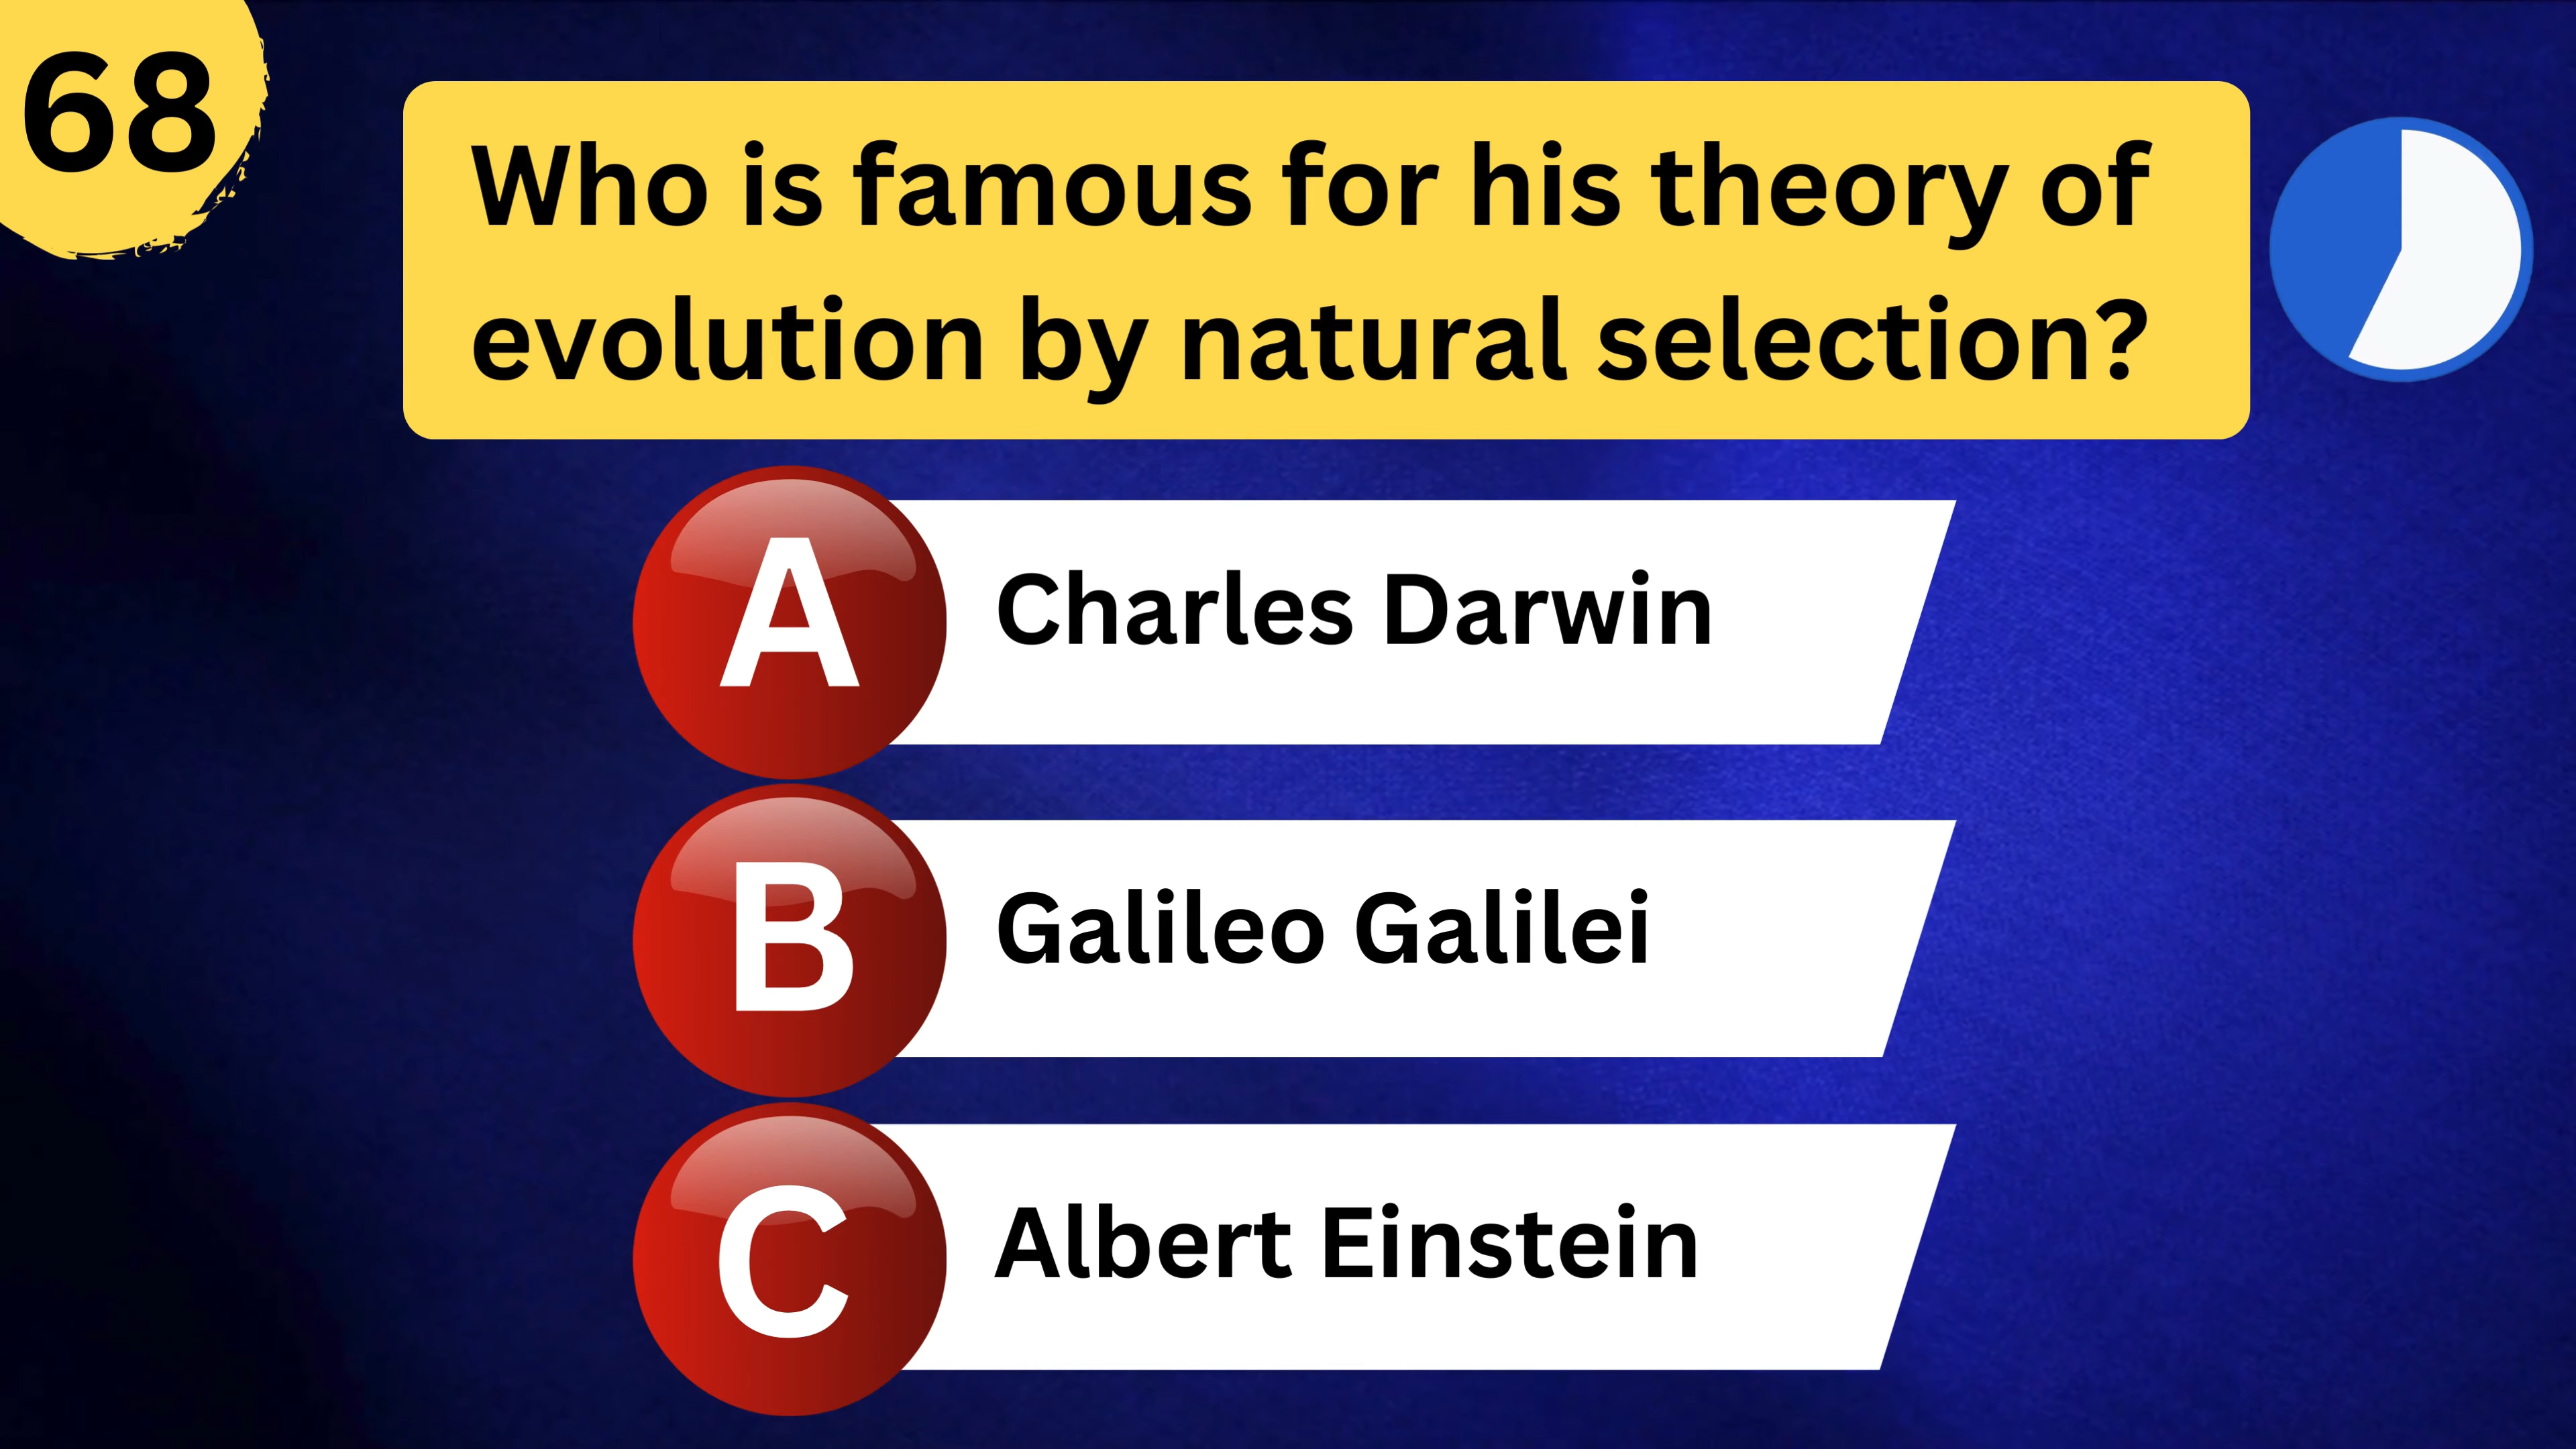 68
Who is famous for his theory of
evolution by natural selection?
A Charles Darwin
B Galileo Galilei
C Albert Einstein